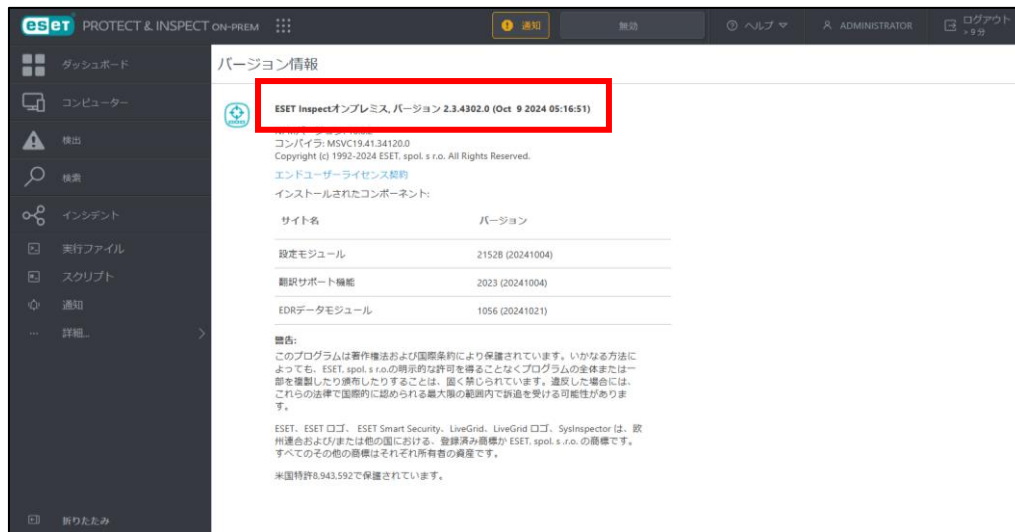 eset PROTECT & INSPECT ON-PREM
通知
無効
ヘルプ
ADMINISTRATOR
ログアウト
> 9 分
ダッシュボード
コンピューター
検出
検索
インシデント
実行ファイル
スクリプト
通知
詳細...
折りたたみ
バージョン情報
ESET Inspectオンプレミス, バージョン 2.3.4302.0 (Oct 9 2024 05:16:51)
コンパイラ: MSVC19.41.34120.0
Copyright (c) 1992-2024 ESET, spol. s r.o. All Rights Reserved.
エンドユーザーライセンス契約
インストールされたコンポーネント:
サイト名 バージョン
設定モジュール 2152B (20241004)
翻訳サポート機能 2023 (20241004)
EDRデータモジュール 1056 (20241021)
警告:
このプログラムは著作権法および国際条約により保護されています。いかなる方法に
よっても、ESET, spol. s r.o.の明示的な許可を得ることなくプログラムの全体または一
部を複製したり頒布したりすることは、固く禁じられています。違反した場合には、
これらの法律で国際的に認められる最大限の範囲内で訴追を受ける可能性がありま
す。
ESET、ESET ロゴ、 ESET Smart Security、LiveGrid、LiveGrid ロゴ、SysInspector は、欧
州連合および/または他の国における、登録済み商標か ESET, spol. s .r.o. の商標です。
すべてのその他の商標はそれぞれ所有者の資産です。
米国特許8,943,592で保護されています。